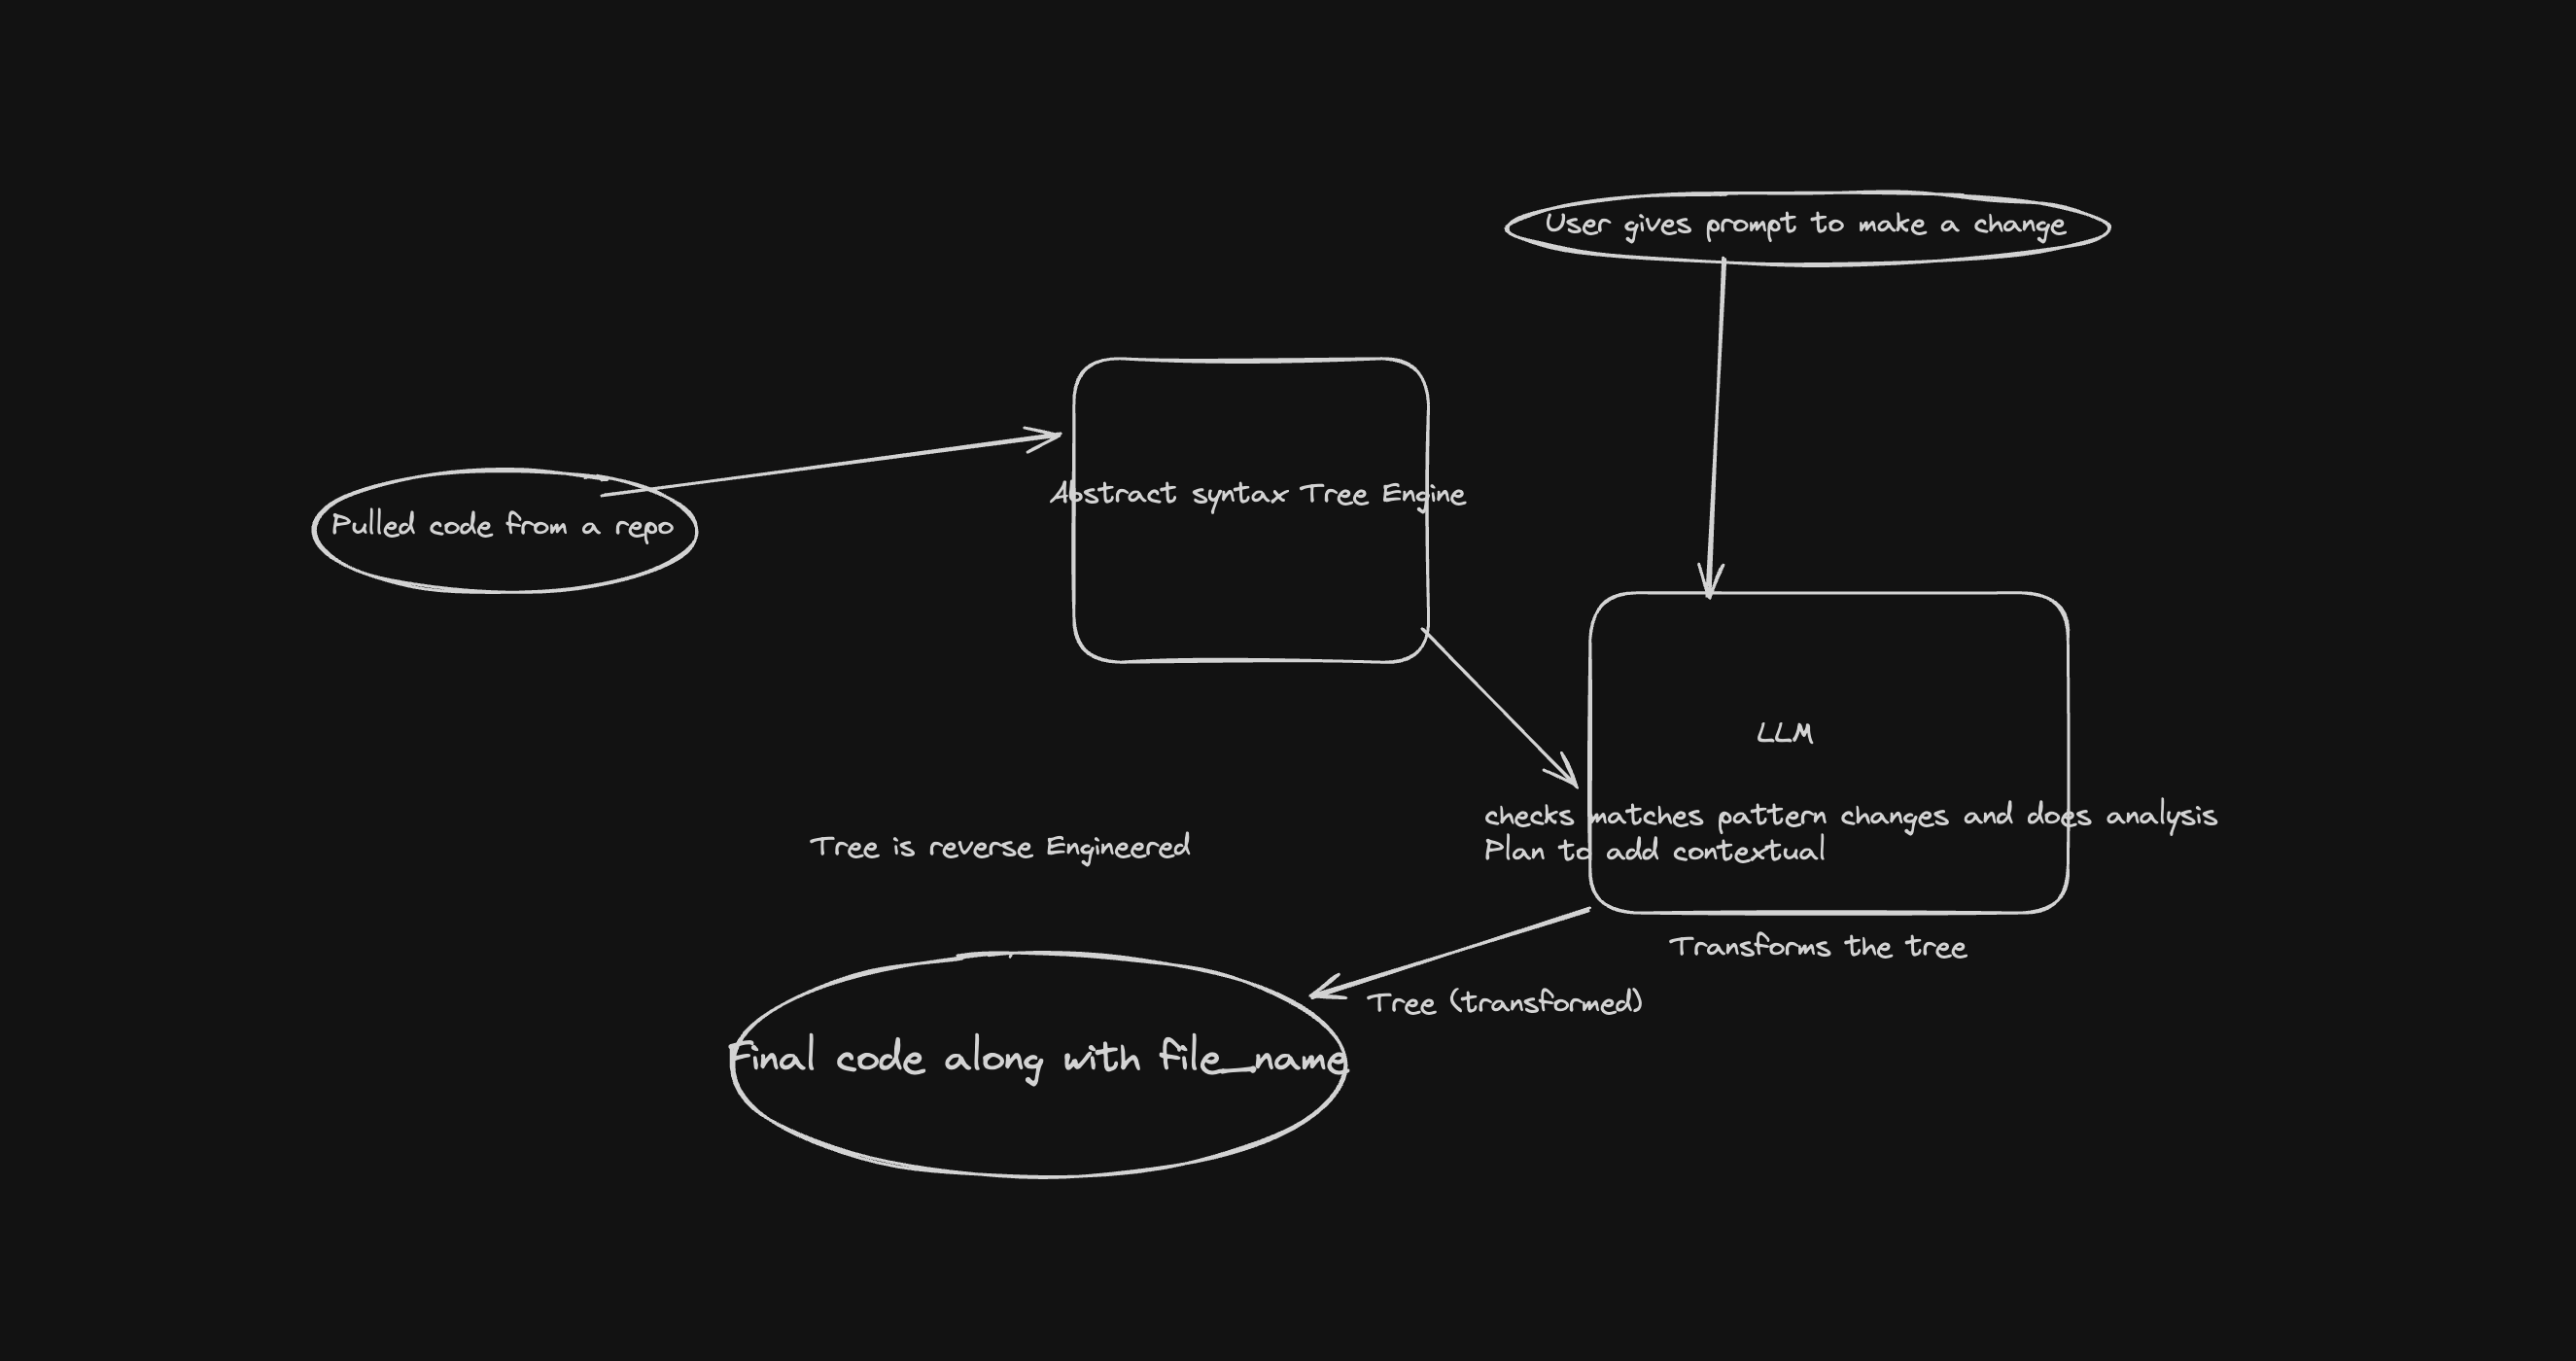 User gives prompt to make a change
Abstract syntax Tree Engine
Pulled code from a repo
LLM
checks matches pattern changes and does analysis
Plan to add contextual
Tree is reverse Engineered
Transforms the tree
Tree (transformed)
Final code along with file_name